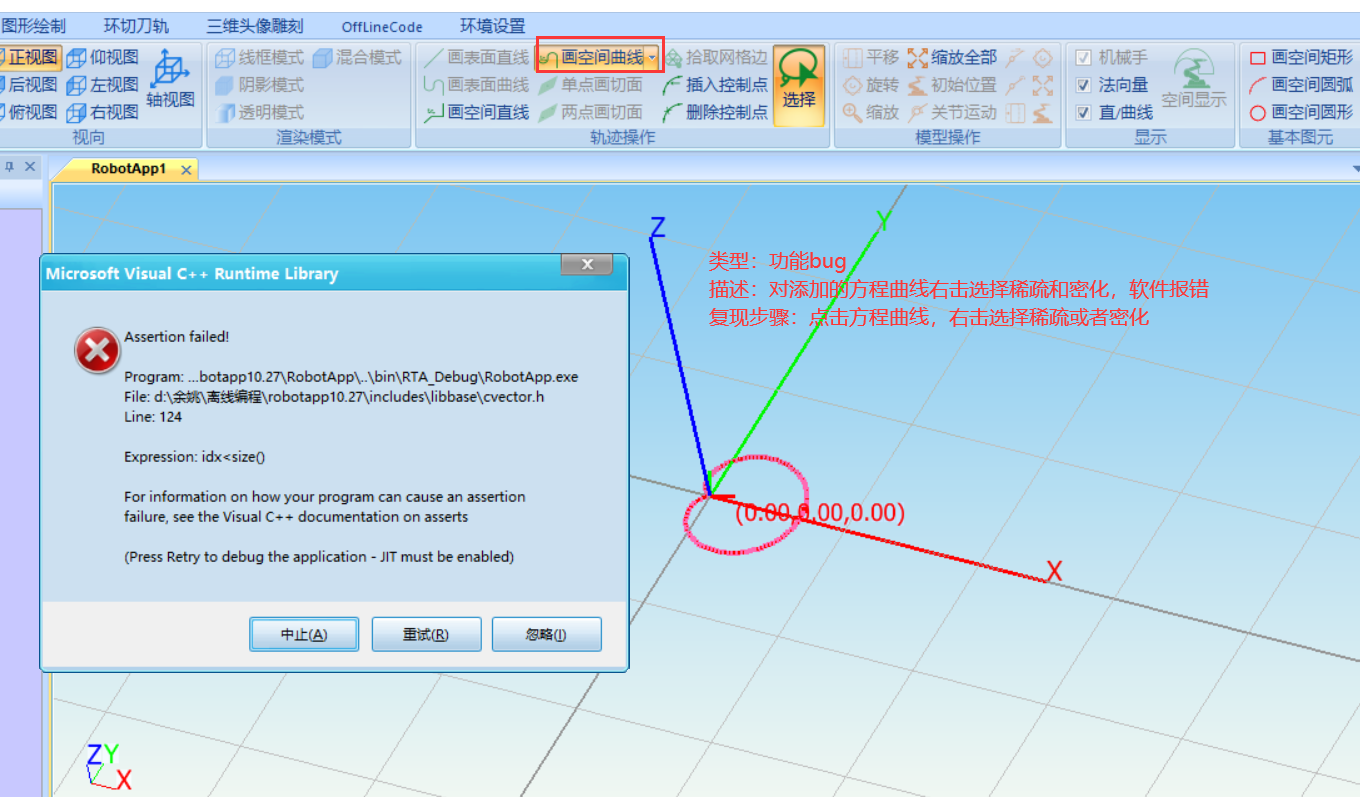 图形绘制 环切刀轨 三维头像雕刻 OffLineCode 环境设置
正视图 仰视图 线框模式 混合模式 画表面直线 画空间曲线 拾取网格边 平移 缩放全部 机械手 画空间矩形
后视图 左视图 轴视图 阴影模式 画表面曲线 单点画切面 插入控制点 选择 旋转 初始位置 法向量 空间显示 画空间圆弧
俯视图 右视图 透明模式 画空间直线 两点画切面 删除控制点 缩放 关节运动 直/曲线 画空间圆形
视向 渲染模式 轨迹操作 模型操作 显示 基本图元
RobotApp1
Z
Y
类型：功能bug
描述：对添加的方程曲线右击选择稀疏和密化，软件报错
复现步骤：点击方程曲线，右击选择稀疏或者密化
Microsoft Visual C++ Runtime Library
Assertion failed!
Program: ...botapp10.27\RobotApp\..\bin\RTA_Debug\RobotApp.exe
File: d:\余姚\离线编程\robotapp10.27\includes\libbase\cvector.h
Line: 124
Expression: idx<size()
For information on how your program can cause an assertion
failure, see the Visual C++ documentation on asserts
(Press Retry to debug the application - JIT must be enabled)
中止(A) 重试(R) 忽略(I)
(0.00,0.00,0.00)
X
ZY
X